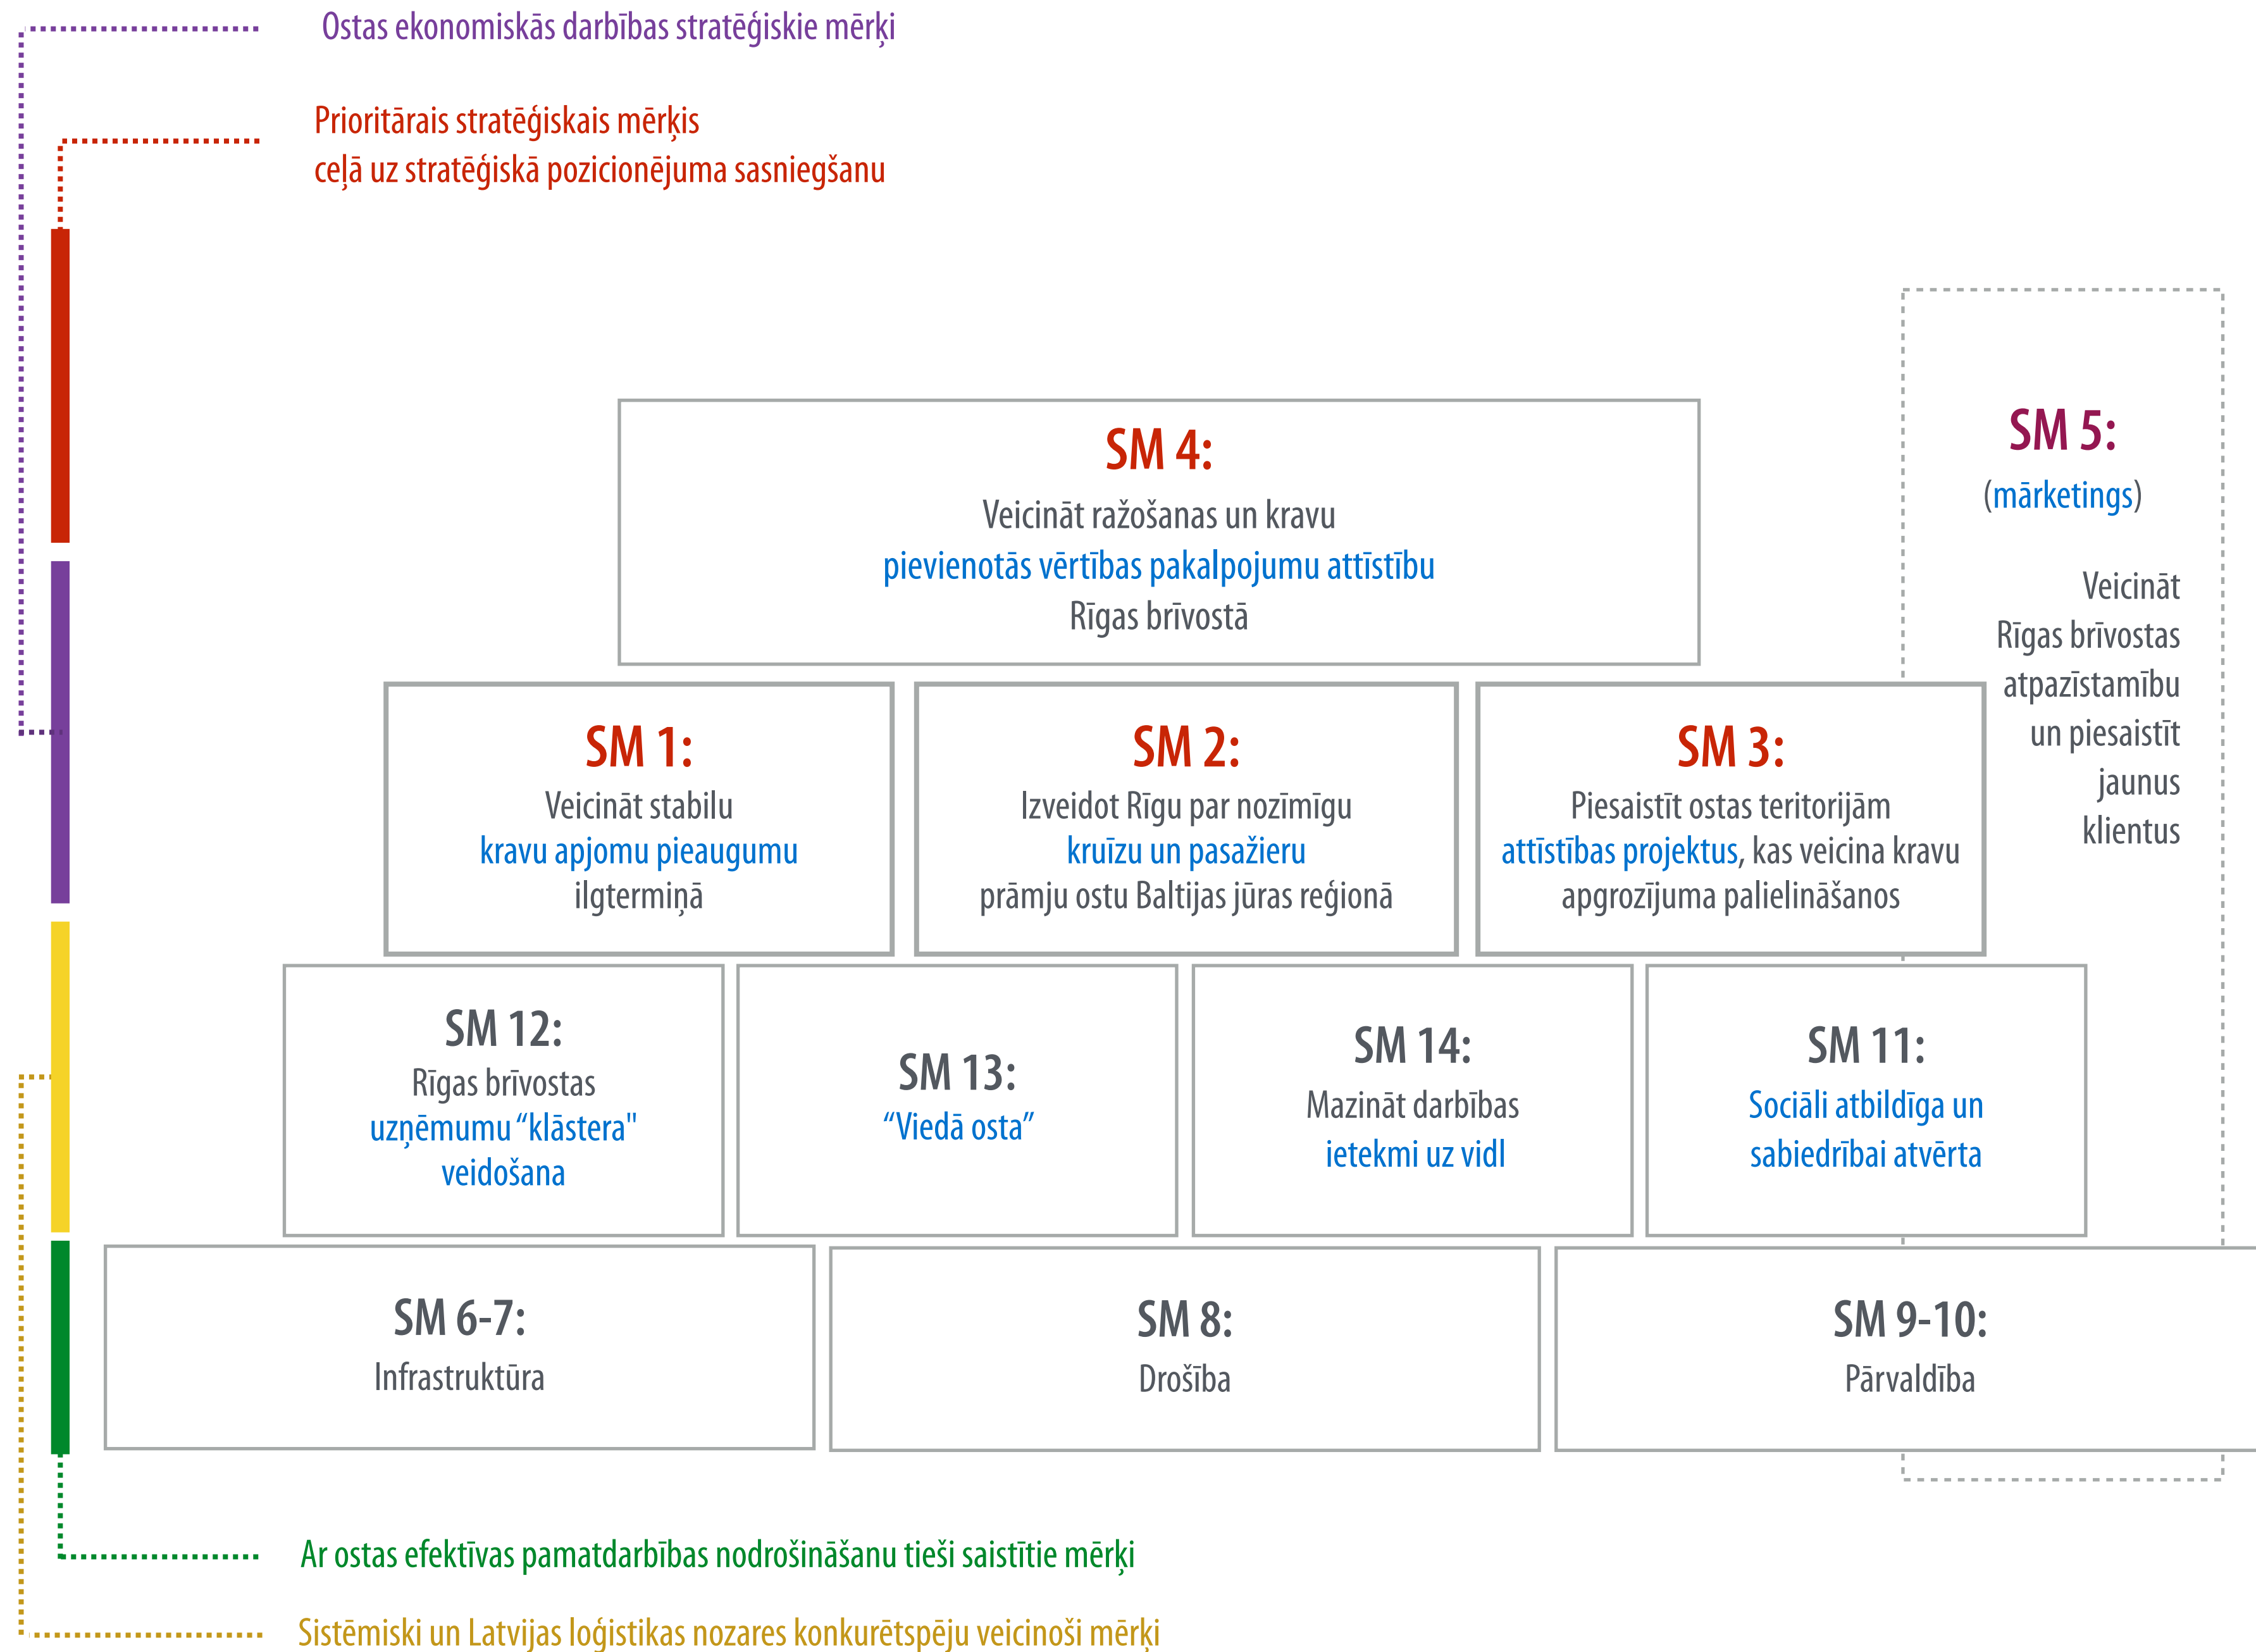 Ostas ekonomiskās darbības stratēģiskie mērķi
Prioritārais stratēģiskais mērķis
ceļā uz stratēģiskā pozicionējuma sasniegšanu
SM 4:
Veicināt ražošanas un kravu
pievienotās vērtības pakalpojumu attīstību
Rīgas brīvostā
SM 5:
(mārketings)
Veicināt
Rīgas brīvostas
atpazīstamību
un piesaistīt
jaunus
klientus
SM 1:
Veicināt stabilu
kravu apjomu pieaugumu
ilgtermiņā
SM 2:
Izveidot Rīgu par nozīmīgu
kruīzu un pasažieru
prāmju ostu Baltijas jūras reģionā
SM 3:
Piesaistīt ostas teritorijām
attīstības projektus, kas veicina kravu
apgrozījuma palielināšanos
SM 12:
Rīgas brīvostas
uzņēmumu “klāstera"
veidošana
SM 13:
“Viedā osta”
SM 14:
Mazināt darbības
ietekmi uz vidI
SM 11:
Sociāli atbildīga un
sabiedrībai atvērta
SM 6-7:
Infrastruktūra
SM 8:
Drošība
SM 9-10:
Pārvaldība
Ar ostas efektīvas pamatdarbības nodrošināšanu tieši saistītie mērķi
Sistēmiski un Latvijas loģistikas nozares konkurētspēju veicinoši mērķi